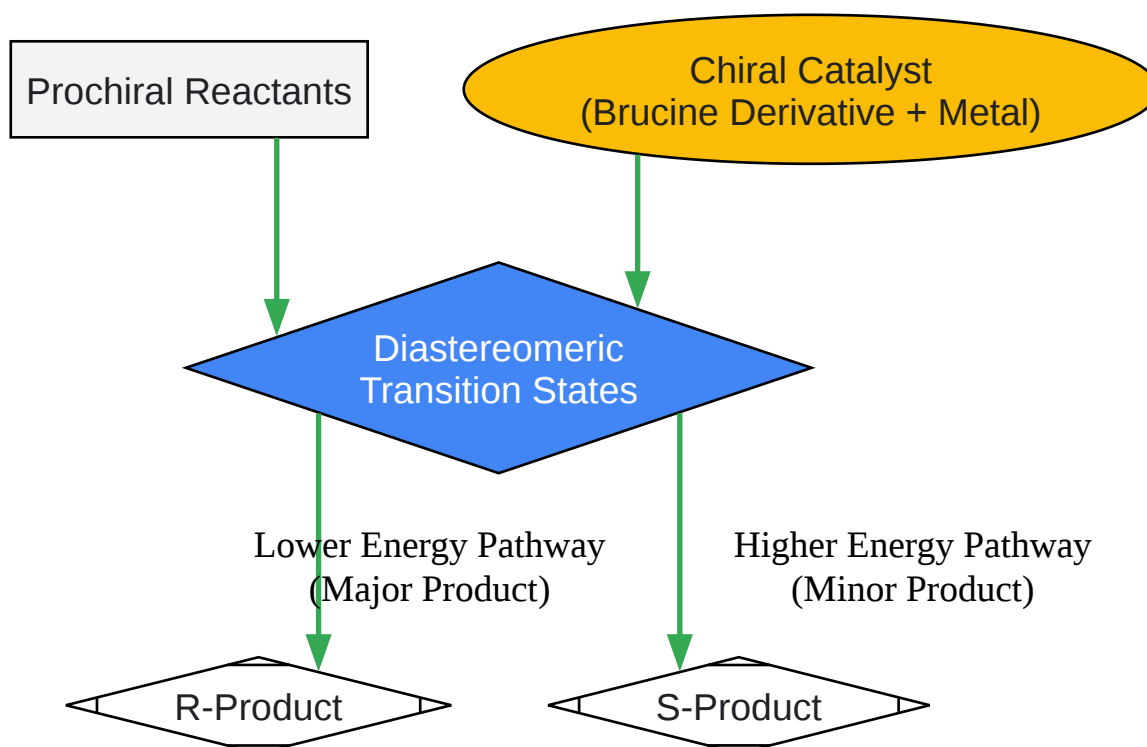 Prochiral Reactants
Chiral Catalyst
(Brucine Derivative + Metal)
Diastereomeric
Transition States
Lower Energy Pathway
(Major Product)
Higher Energy Pathway
(Minor Product)
R-Product
S-Product